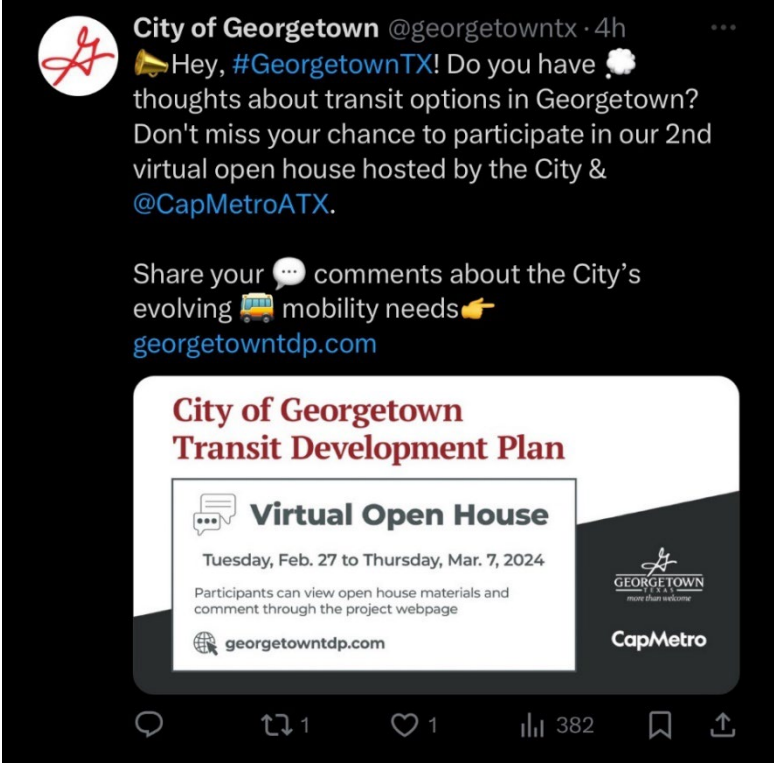 City of Georgetown @georgetowntx · 4h ...
📣Hey, #GeorgetownTX! Do you have 💭
thoughts about transit options in Georgetown?
Don't miss your chance to participate in our 2nd
virtual open house hosted by the City &
@CapMetroATX.
Share your 💬 comments about the City’s
evolving 🚌 mobility needs👉
georgetowntdp.com
City of Georgetown
Transit Development Plan
Virtual Open House
Tuesday, Feb. 27 to Thursday, Mar. 7, 2024
Participants can view open house materials and
comment through the project webpage
georgetowntdp.com
GEORGETOWN
TEXAS
more than welcome
CapMetro
1 1 382